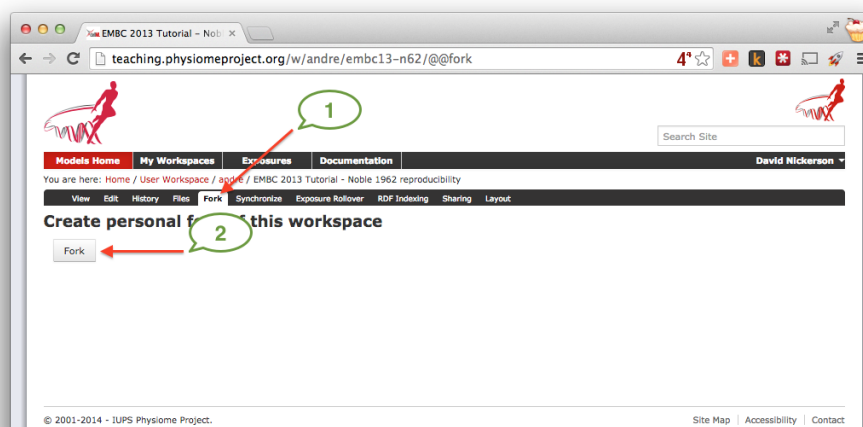 EMBC 2013 Tutorial – Nob
teaching.physiomeproject.org/w/andre/embc13-n62/@@fork
1
Search Site
Models Home My Workspaces Exposures Documentation David Nickerson
You are here: Home / User Workspace / andre / EMBC 2013 Tutorial - Noble 1962 reproducibility
View Edit History Files Fork Synchronize Exposure Rollover RDF Indexing Sharing Layout
Create personal f of this workspace
2
Fork
© 2001-2014 - IUPS Physiome Project.
Site Map | Accessibility | Contact